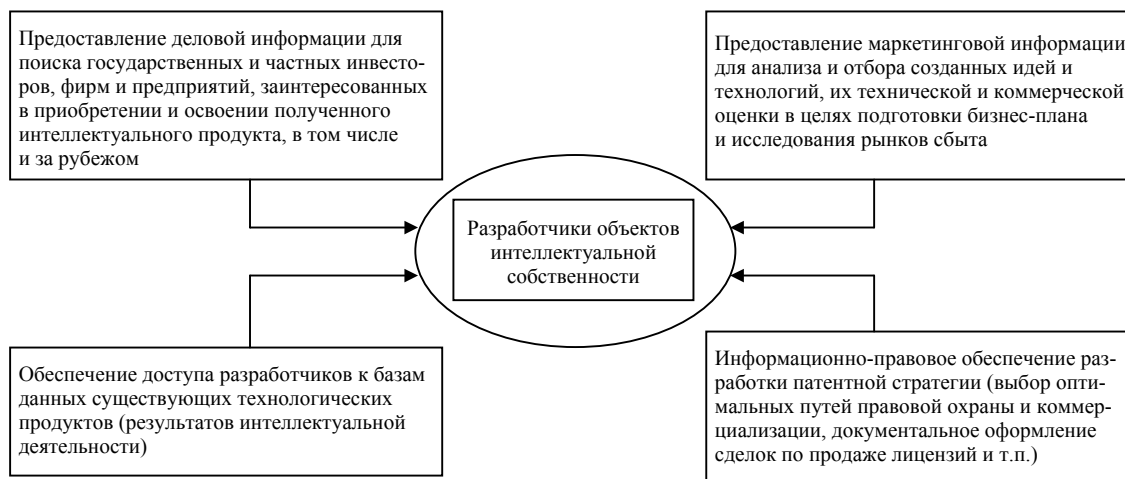 Предоставление деловой информации для
поиска государственных и частных инвесто-
ров, фирм и предприятий, заинтересованных
в приобретении и освоении полученного
интеллектуального продукта, в том числе
и за рубежом
Предоставление маркетинговой информации
для анализа и отбора созданных идей и
технологий, их технической и коммерческой
оценки в целях подготовки бизнес-плана
и исследования рынков сбыта
Разработчики объектов
интеллектуальной
собственности
Обеспечение доступа разработчиков к базам
данных существующих технологических
продуктов (результатов интеллектуальной
деятельности)
Информационно-правовое обеспечение раз-
работки патентной стратегии (выбор опти-
мальных путей правовой охраны и коммер-
циализации, документальное оформление
сделок по продаже лицензий и т.п.)